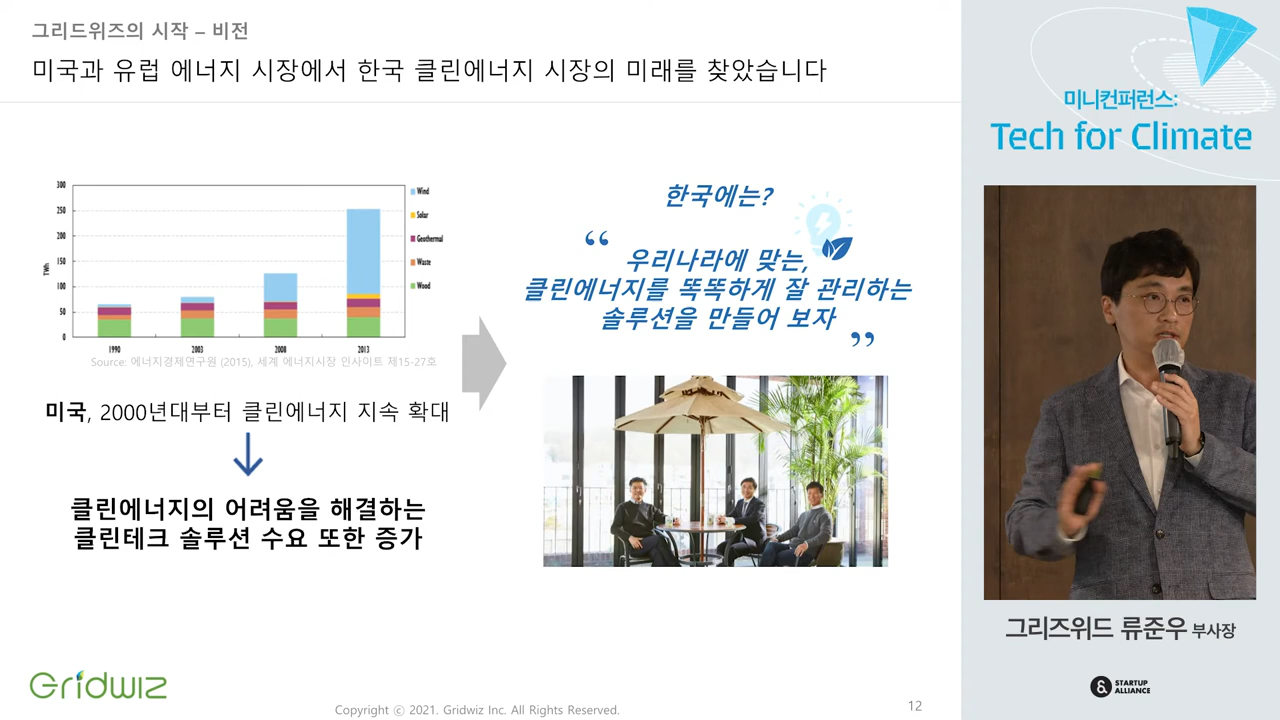 그리드위즈의 시작 – 비전
미국과 유럽 에너지 시장에서 한국 클린에너지 시장의 미래를 찾았습니다
300
250
200
150
100
50
0
TWh
1990
2003
2008
2013
Wind
Solar
Geothermal
Waste
Wood
Source: 에너지경제연구원 (2015), 세계 에너지시장 인사이트 제15-27호
미국, 2000년대부터 클린에너지 지속 확대
클린에너지의 어려움을 해결하는
클린테크 솔루션 수요 또한 증가
한국에는?
“ 우리나라에 맞는,
클린에너지를 똑똑하게 잘 관리하는
솔루션을 만들어 보자 ”
Gridwiz
Copyright ⓒ 2021. Gridwiz Inc. All Rights Reserved.
12
미니컨퍼런스:
Tech for Climate
그리즈위드 류준우 부사장
&
STARTUP
ALLIANCE